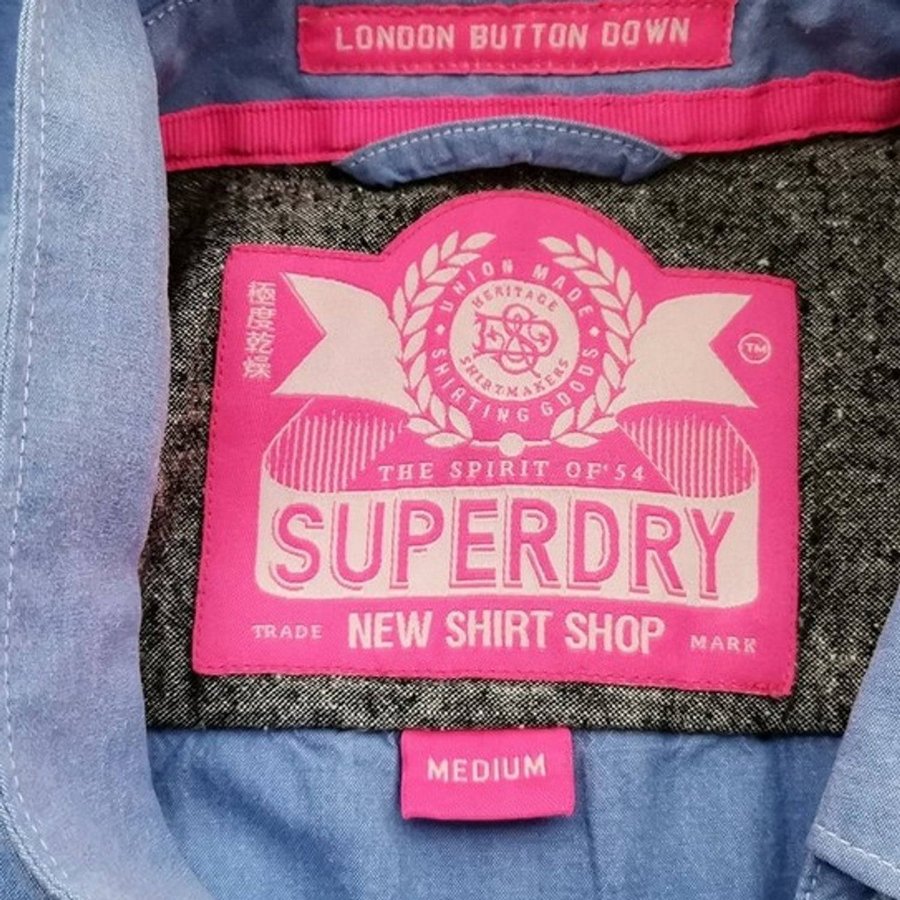 LONDON BUTTON DOWN
極度乾燥
UNION MADE
HERITAGE
SHIRTMAKERS
SHIRTING GOODS
TM
THE SPIRIT OF '54
SUPERDRY
TRADE NEW SHIRT SHOP MARK
MEDIUM